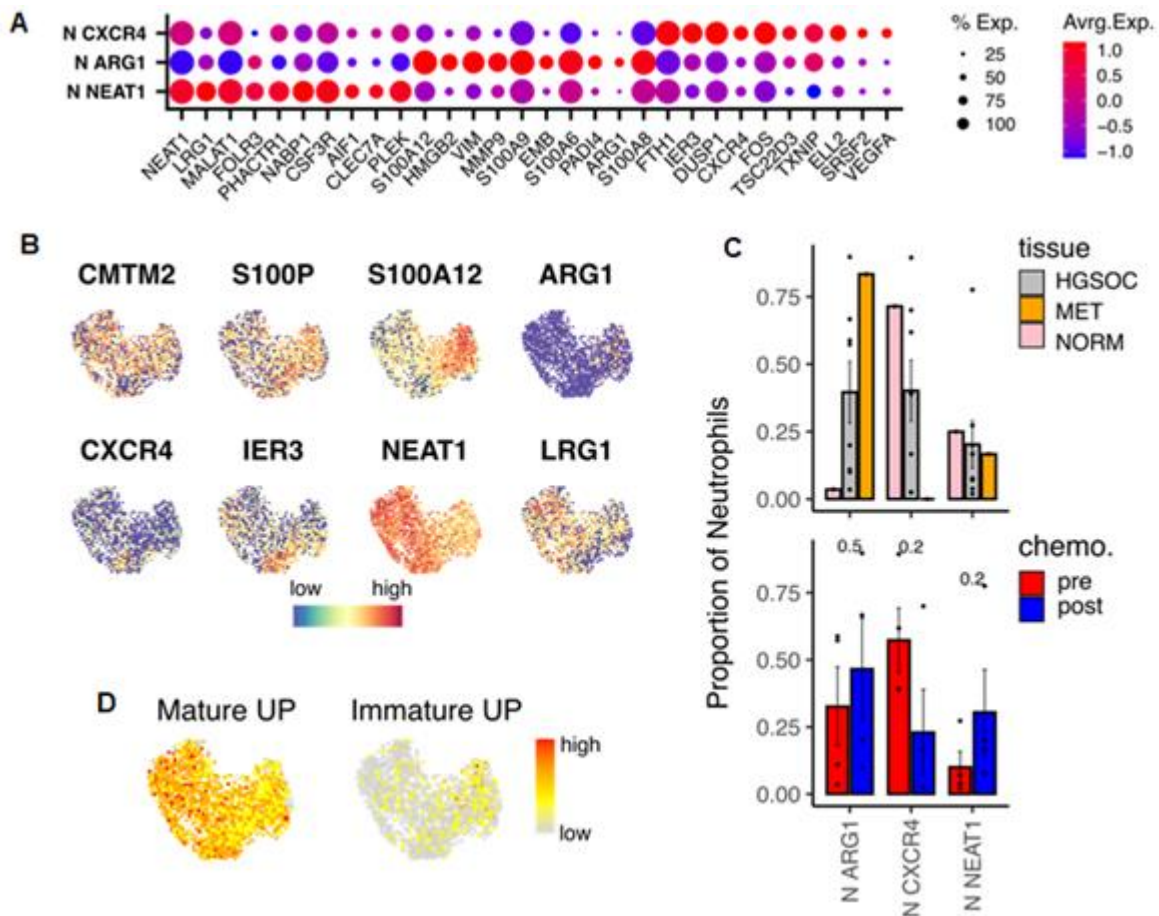 A
N CXCR4
N ARG1
N NEAT1
NEAT1
LRG1
MALAT1
FOLR3
PHACTR1
NABP1
CSF3R
AIF1
CLEC7A
PLEK
S100A12
HMGB2
VIM
MMP9
S100A9
EMB
S100A6
PADI4
ARG1
S100A8
FTH1
IER3
DUSP1
CXCR4
FOS
TSC22D3
TXNIP
ELL2
SRSF2
VEGFA
% Exp.
25
50
75
100
Avrg.Exp.
1.0
0.5
0.0
−0.5
−1.0
B
CMTM2 S100P S100A12 ARG1
CXCR4 IER3 NEAT1 LRG1
low high
C
Proportion of Neutrophils
0.75
0.50
0.25
0.00
tissue
HGSOC
MET
NORM
0.5 0.2 0.2
0.75
0.50
0.25
0.00
chemo.
pre
post
N ARG1
N CXCR4
N NEAT1
D
Mature UP Immature UP
high
low